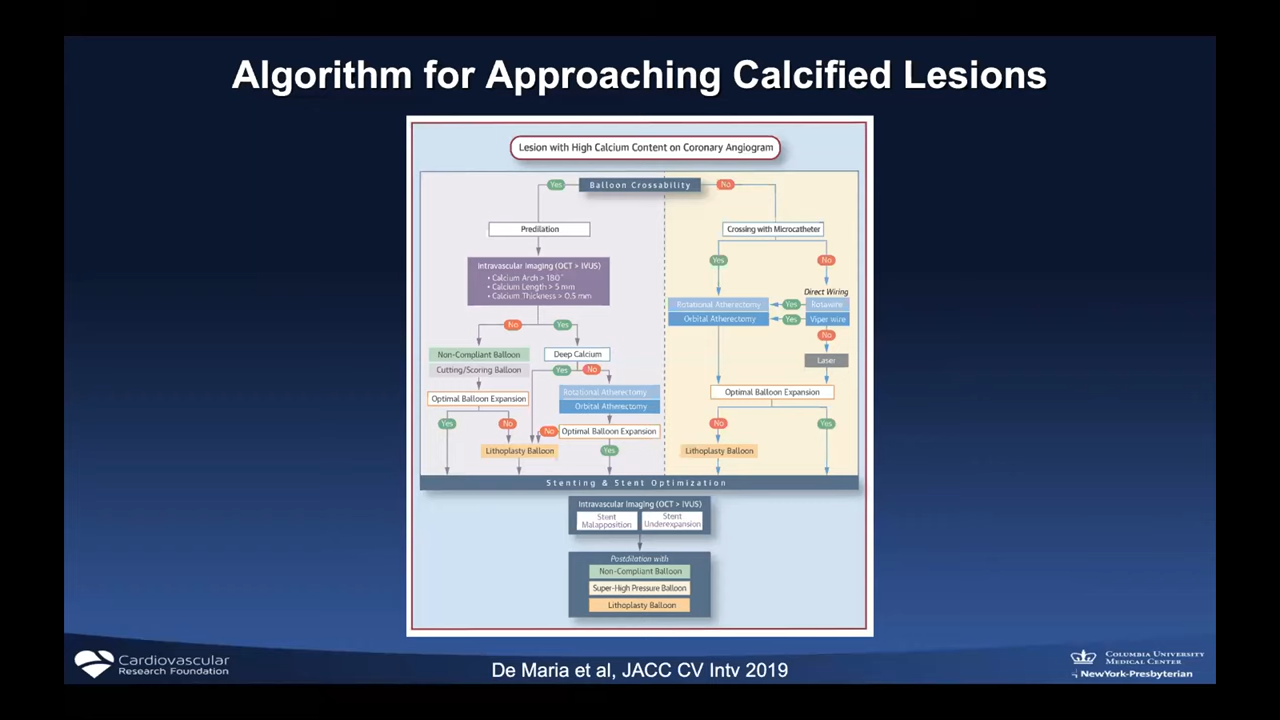 Algorithm for Approaching Calcified Lesions
Lesion with High Calcium Content on Coronary Angiogram
Yes
Balloon Crossability
No
Predilation
Intravascular Imaging (OCT > IVUS)
• Calcium Arch > 180°
• Calcium Length > 5 mm
• Calcium Thickness > 0.5 mm
No
Yes
Non-Compliant Balloon
Cutting/Scoring Balloon
Deep Calcium
Yes
No
Optimal Balloon Expansion
Rotational Atherectomy
Orbital Atherectomy
Yes
No
No
Optimal Balloon Expansion
Lithoplasty Balloon
Yes
Crossing with Microcatheter
Yes
No
Direct Wiring
Rotational Atherectomy
Yes
Rotawire
Orbital Atherectomy
Yes
Viper wire
No
Laser
Optimal Balloon Expansion
No
Yes
Lithoplasty Balloon
Stenting & Stent Optimization
Intravascular Imaging (OCT > IVUS)
Stent
Malapposition
Stent
Underexpansion
Postdilation with
Non-Compliant Balloon
Super-High Pressure Balloon
Lithoplasty Balloon
Cardiovascular
Research Foundation
De Maria et al, JACC CV Intv 2019
COLUMBIA UNIVERSITY
MEDICAL CENTER
NewYork-Presbyterian